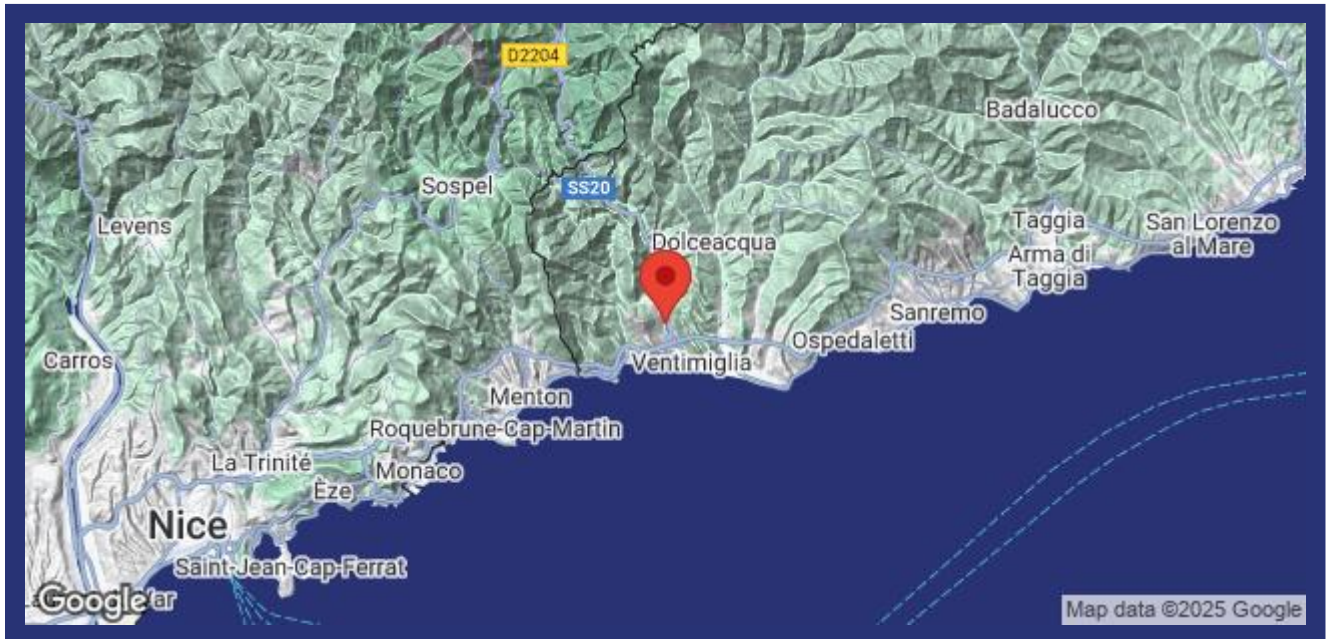 D2204
Badalucco
Sospel
SS20
Levens
Taggia
San Lorenzo
al Mare
Dolceacqua
Arma di
Taggia
Sanremo
Ospedaletti
Carros
Ventimiglia
Menton
Roquebrune-Cap-Martin
La Trinité
Monaco
Èze
Nice
Saint-Jean-Cap-Ferrat
Google
Map data ©2025 Google